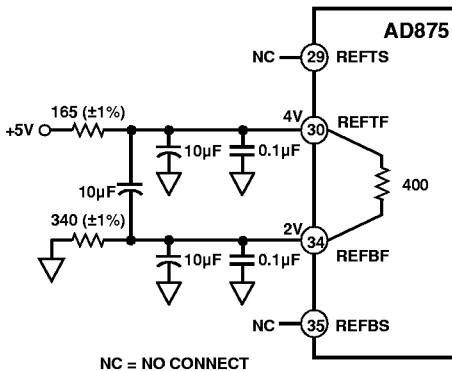 AD875
NC
29
REFTS
165 (±1%)
+5V
4V
30
REFTF
10µF
0.1µF
10µF
400
340 (±1%)
2V
34
REFBF
10µF
0.1µF
NC
35
REFBS
NC = NO CONNECT